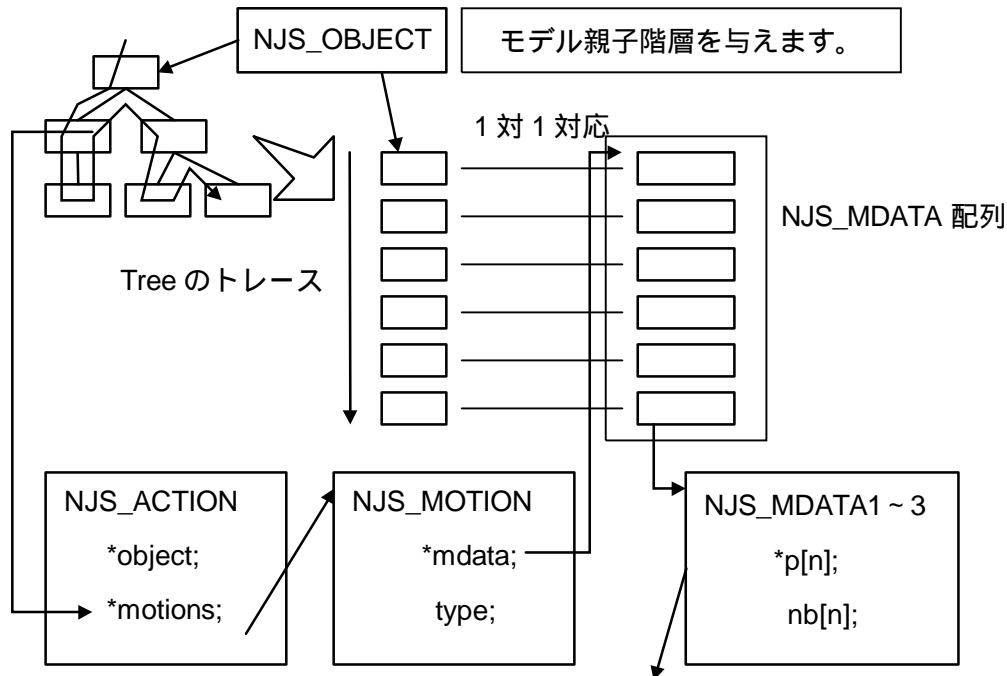 NJS_OBJECT
モデル親子階層を与えます。
1 対 1 対応
NJS_MDATA 配列
Tree のトレース
NJS_ACTION
*object;
*motions;
NJS_MOTION
*mdata;
type;
NJS_MDATA1 ~ 3
*p[n];
nb[n];